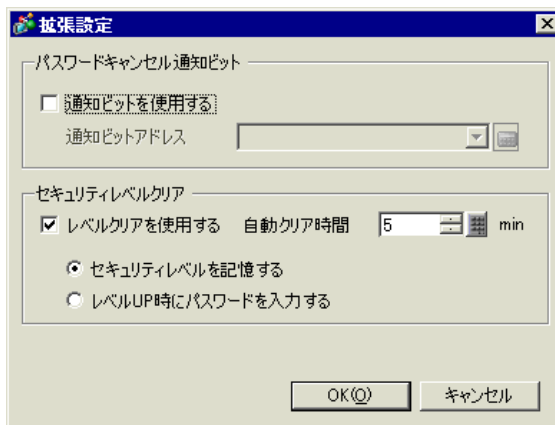 拡張設定
パスワードキャンセル通知ビット
通知ビットを使用する
通知ビットアドレス
セキュリティレベルクリア
レベルクリアを使用する 自動クリア時間 5 min
セキュリティレベルを記憶する
レベルUP時にパスワードを入力する
OK(O) キャンセル